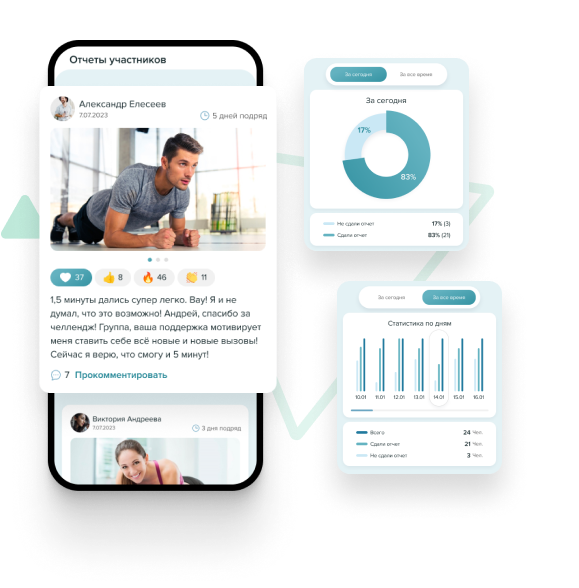 Отчеты участников
Александр Елесеев
7.07.2023
5 дней подряд
37
8
46
11
1,5 минуты дались супер легко. Вау! Я и не
думал, что это возможно! Андрей, спасибо за
челлендж! Группа, ваша поддержка мотивирует
меня ставить себе всё новые и новые вызовы!
Сейчас я верю, что смогу и 5 минут!
7 Прокомментировать
Виктория Андреева
7.07.2023
3 дня подряд
За сегодня
За все время
За сегодня
17%
83%
Не сдали отчет 17% (3)
Сдали отчет 83% (21)
За сегодня
За все время
Статистика по дням
10.01 11.01 12.01 13.01 14.01 15.01 16.01
Всего 24 Чел.
Сдали отчет 21 Чел.
Не сдали отчет 3 Чел.